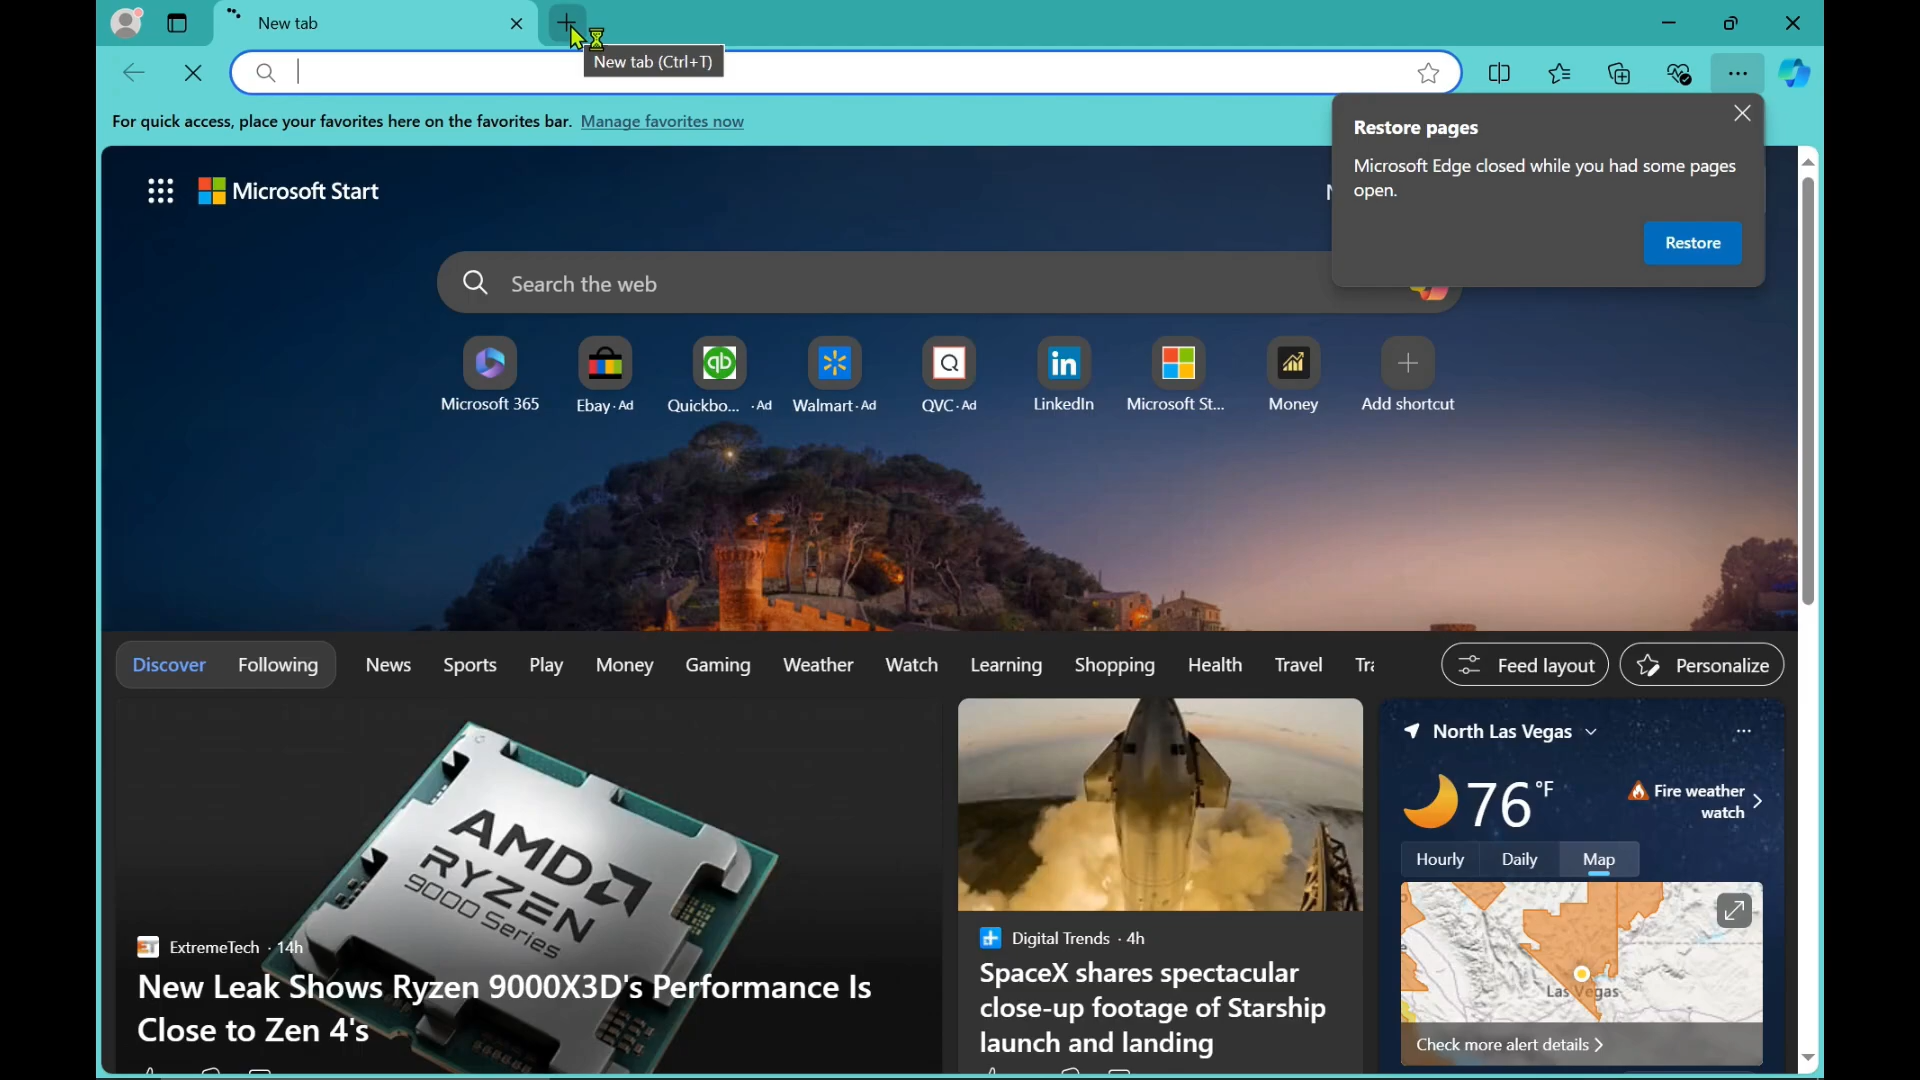 New tab
New tab (Ctrl+T)
For quick access, place your favorites here on the favorites bar. Manage favorites now
Restore pages
Microsoft Edge closed while you had some pages
open.
Restore
Microsoft Start
Search the web
Microsoft 365
Ebay · Ad
Quickbo... · Ad
Walmart · Ad
QVC · Ad
LinkedIn
Microsoft St...
Money
Add shortcut
Discover Following News Sports Play Money Gaming Weather Watch Learning Shopping Health Travel Tr
Feed layout
Personalize
AMD
RYZEN
9000 Series
ExtremeTech · 14h
New Leak Shows Ryzen 9000X3D's Performance Is
Close to Zen 4's
Digital Trends · 4h
SpaceX shares spectacular
close-up footage of Starship
launch and landing
North Las Vegas
76 °F
Fire weather
watch
Hourly Daily Map
Las Vegas
Check more alert details